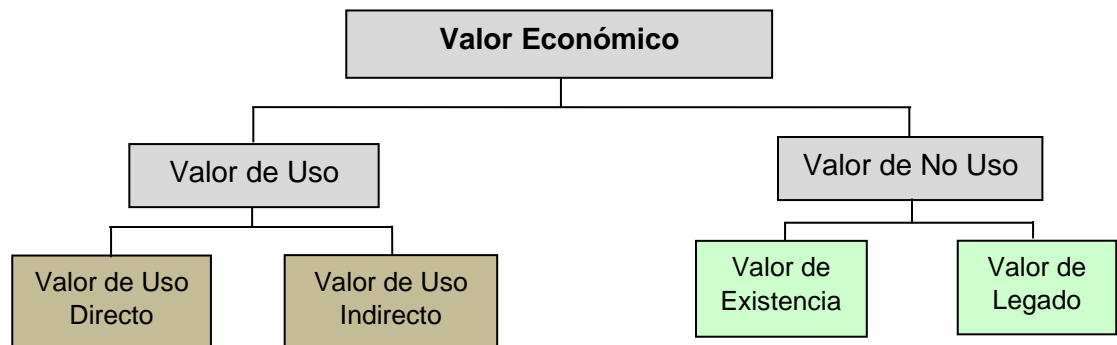 Valor Económico
Valor de Uso
Valor de No Uso
Valor de Uso
Directo
Valor de Uso
Indirecto
Valor de
Existencia
Valor de
Legado